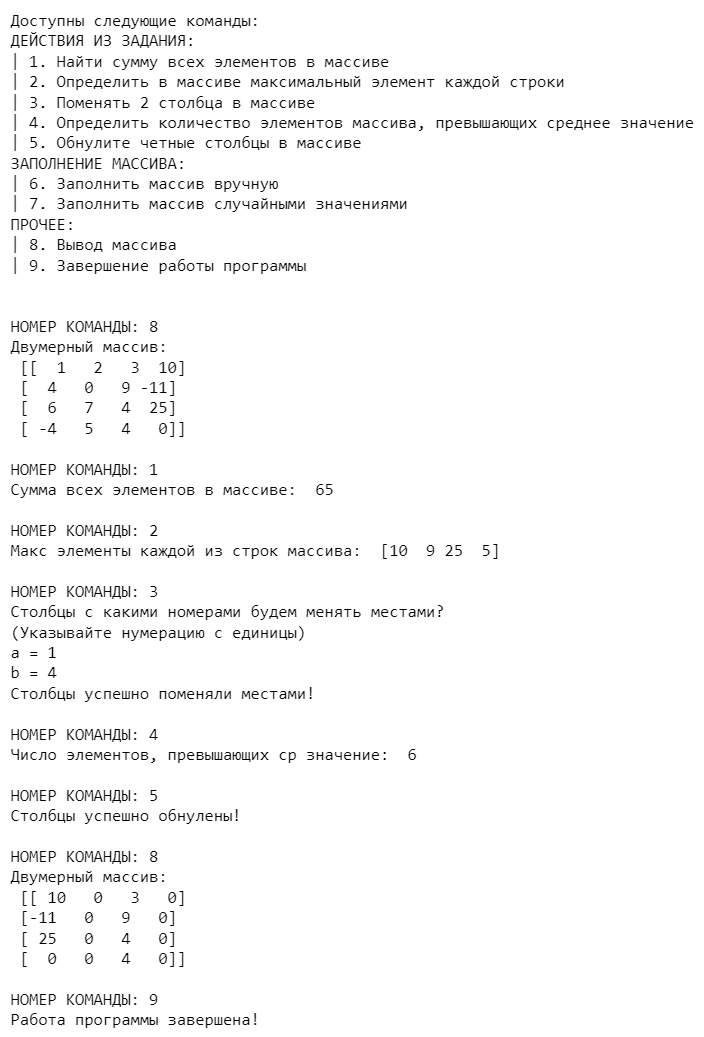 Доступны следующие команды:
ДЕЙСТВИЯ ИЗ ЗАДАНИЯ:
| 1. Найти сумму всех элементов в массиве
| 2. Определить в массиве максимальный элемент каждой строки
| 3. Поменять 2 столбца в массиве
| 4. Определить количество элементов массива, превышающих среднее значение
| 5. Обнулите четные столбцы в массиве
ЗАПОЛНЕНИЕ МАССИВА:
| 6. Заполнить массив вручную
| 7. Заполнить массив случайными значениями
ПРОЧЕЕ:
| 8. Вывод массива
| 9. Завершение работы программы
НОМЕР КОМАНДЫ: 8
Двумерный массив:
[[  1   2   3  10]
[  4   0   9 -11]
[  6   7   4  25]
[ -4   5   4   0]]
НОМЕР КОМАНДЫ: 1
Сумма всех элементов в массиве:  65
НОМЕР КОМАНДЫ: 2
Макс элементы каждой из строк массива:  [10  9 25  5]
НОМЕР КОМАНДЫ: 3
Столбцы с какими номерами будем менять местами?
(Указывайте нумерацию с единицы)
a = 1
b = 4
Столбцы успешно поменяли местами!
НОМЕР КОМАНДЫ: 4
Число элементов, превышающих ср значение:  6
НОМЕР КОМАНДЫ: 5
Столбцы успешно обнулены!
НОМЕР КОМАНДЫ: 8
Двумерный массив:
[[ 10   0   3   0]
[-11   0   9   0]
[ 25   0   4   0]
[  0   0   4   0]]
НОМЕР КОМАНДЫ: 9
Работа программы завершена!